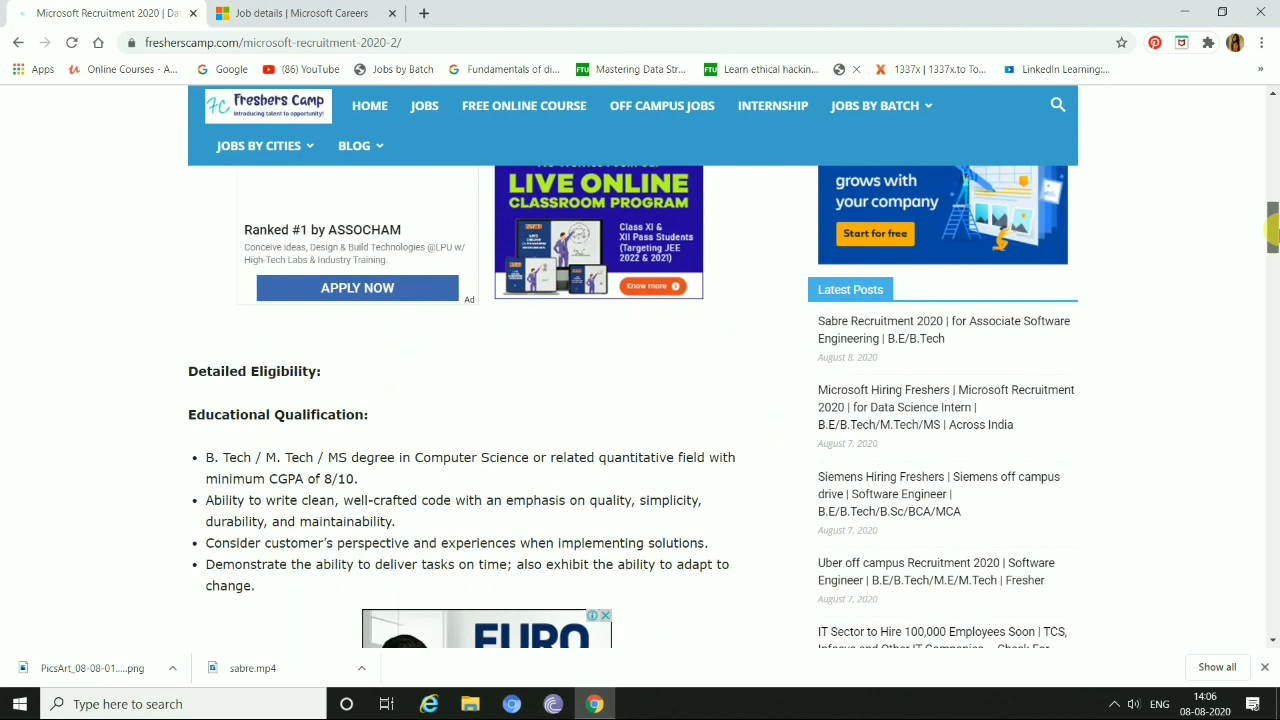 Microsoft Recruitment 2020 | Dat
Job details | Microsoft Careers
fresherscamp.com/microsoft-recruitment-2020-2/
Apps
Online Courses - A...
Google
(86) YouTube
Jobs by Batch
Fundamentals of di...
Mastering Data Str...
Learn ethical hackin...
1337x | 1337x.to To...
LinkedIn Learning:...
»
FC Freshers Camp
Introducing talent to opportunity!
HOME
JOBS
FREE ONLINE COURSE
OFF CAMPUS JOBS
INTERNSHIP
JOBS BY BATCH
JOBS BY CITIES
BLOG
Ranked #1 by ASSOCHAM
Conceive ideas, Design & Build Technologies @LPU w/
High-Tech Labs & Industry Training.
APPLY NOW
Ad
LIVE ONLINE
CLASSROOM PROGRAM
Class XI &
XII Pass Students
(Targeting JEE
2022 & 2021)
Know more
grows with
your company
Start for free
Detailed Eligibility:
Educational Qualification:
• B. Tech / M. Tech / MS degree in Computer Science or related quantitative field with
minimum CGPA of 8/10.
• Ability to write clean, well-crafted code with an emphasis on quality, simplicity,
durability, and maintainability.
• Consider customer’s perspective and experiences when implementing solutions.
• Demonstrate the ability to deliver tasks on time; also exhibit the ability to adapt to
change.
EURO
Latest Posts
Sabre Recruitment 2020 | for Associate Software
Engineering | B.E/B.Tech
August 8, 2020
Microsoft Hiring Freshers | Microsoft Recruitment
2020 | for Data Science Intern |
B.E/B.Tech/M.Tech/MS | Across India
August 7, 2020
Siemens Hiring Freshers | Siemens off campus
drive | Software Engineer |
B.E/B.Tech/B.Sc/BCA/MCA
August 7, 2020
Uber off campus Recruitment 2020 | Software
Engineer | B.E/B.Tech/M.E/M.Tech | Fresher
August 7, 2020
IT Sector to Hire 100,000 Employees Soon | TCS,
Infosys and Other IT Companies – Check For
PicsArt_08-08-01.....png
sabre.mp4
Show all
Type here to search
ENG
14:06
08-08-2020